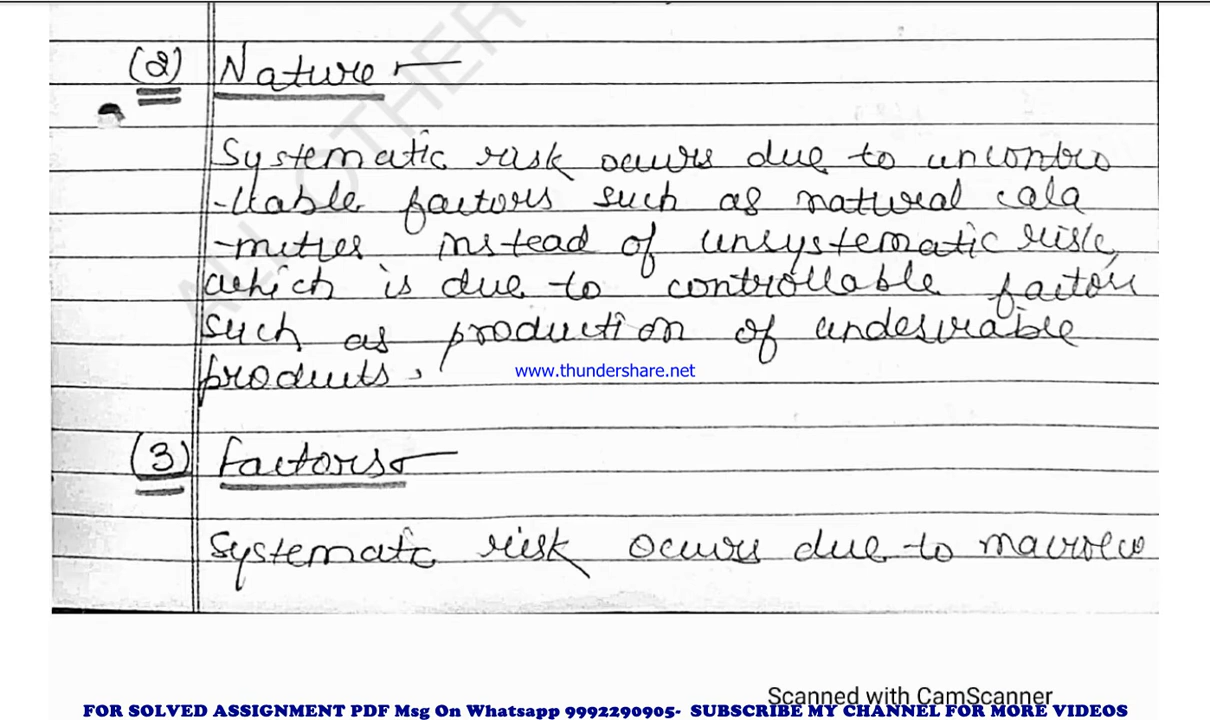 (2) Nature -
Systematic risk occurs due to uncontro
-llable factors such as natural cala
-mities instead of unsystematic risk,
which is due to controllable factors
such as production of undesirable
products.
www.thundershare.net
(3) Factors -
Systematic risk occurs due to macroeco
Scanned with CamScanner
FOR SOLVED ASSIGNMENT PDF Msg On Whatsapp 9992290905- SUBSCRIBE MY CHANNEL FOR MORE VIDEOS
ALL OTHER